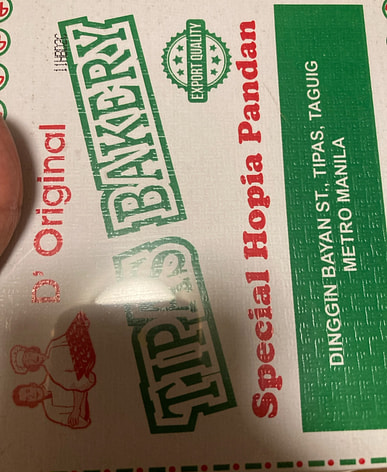 D' Original
TIPAS BAKERY
EXPORT QUALITY
Special Hopia Pandan
DINGGIN BAYAN ST., TIPAS, TAGUIG
METRO MANILA